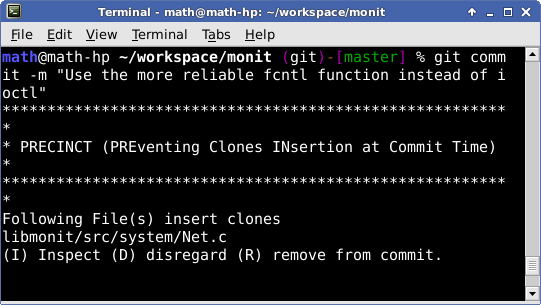 Terminal - math@math-hp: ~/workspace/monit
File Edit View Terminal Tabs Help
math@math-hp ~/workspace/monit (git)-[master] % git comm
it -m "Use the more reliable fcntl function instead of i
octl"
********************************************************
*
* PRECINCT (PREventing Clones INsertion at Commit Time)
*
********************************************************
*
Following File(s) insert clones
libmonit/src/system/Net.c
(I) Inspect (D) disregard (R) remove from commit.